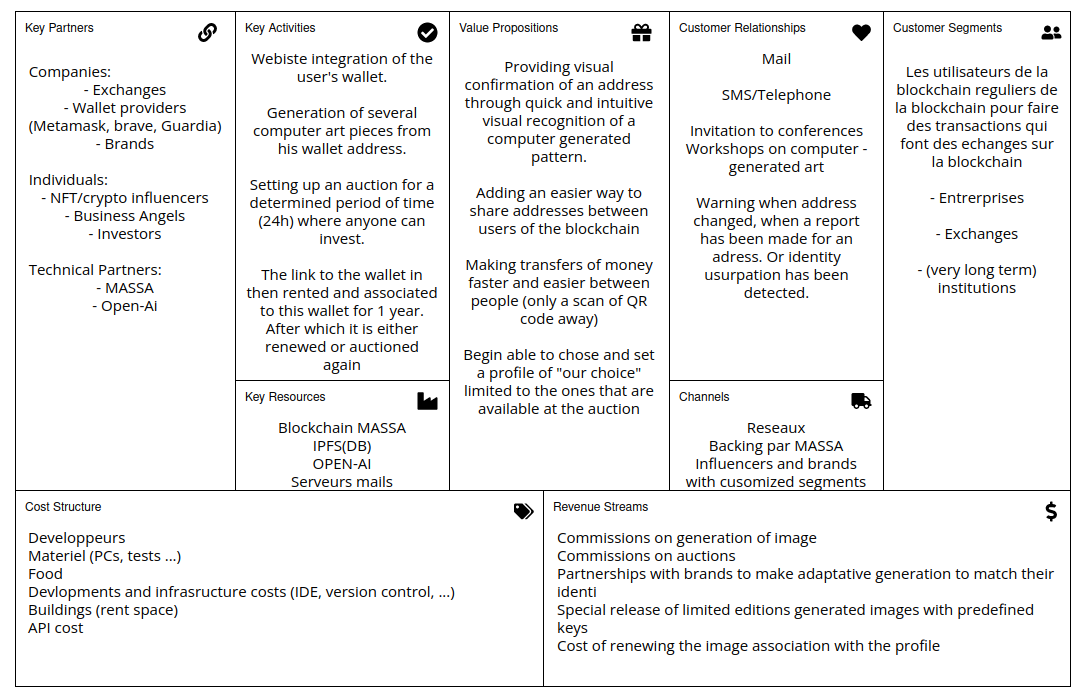 Key Partners
Companies:
- Exchanges
- Wallet providers
(Metamask, brave, Guardia)
- Brands
Individuals:
- NFT/crypto influencers
- Business Angels
- Investors
Technical Partners:
- MASSA
- Open-Ai
Key Activities
Webiste integration of the
user's wallet.
Generation of several
computer art pieces from
his wallet address.
Setting up an auction for a
determined period of time
(24h) where anyone can
invest.
The link to the wallet in
then rented and associated
to this wallet for 1 year.
After which it is either
renewed or auctioned
again
Key Resources
Blockchain MASSA
IPFS(DB)
OPEN-AI
Serveurs mails
Value Propositions
Providing visual
confirmation of an address
through quick and intuitive
visual recognition of a
computer generated
pattern.
Adding an easier way to
share addresses between
users of the blockchain
Making transfers of money
faster and easier between
people (only a scan of QR
code away)
Begin able to chose and set
a profile of "our choice"
limited to the ones that are
available at the auction
Customer Relationships
Mail
SMS/Telephone
Invitation to conferences
Workshops on computer -
generated art
Warning when address
changed, when a report
has been made for an
adress. Or identity
usurpation has been
detected.
Channels
Reseaux
Backing par MASSA
Influencers and brands
with cusomized segments
Customer Segments
Les utilisateurs de la
blockchain reguliers de
la blockchain pour faire
des transactions qui
font des echanges sur
la blockchain
- Entrerprises
- Exchanges
- (very long term)
institutions
Cost Structure
Developpeurs
Materiel (PCs, tests ...)
Food
Devlopments and infrasructure costs (IDE, version control, ...)
Buildings (rent space)
API cost
Revenue Streams
Commissions on generation of image
Commissions on auctions
Partnerships with brands to make adaptative generation to match their
identi
Special release of limited editions generated images with predefined
keys
Cost of renewing the image association with the profile